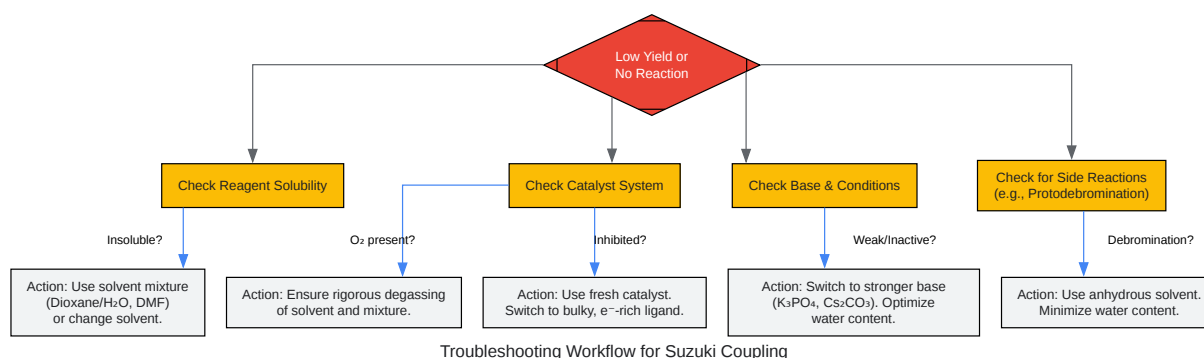 Low Yield or
No Reaction
Check Reagent Solubility
Check Catalyst System
Check Base & Conditions
Check for Side Reactions
(e.g., Protodebromination)
Insoluble?
O₂ present?
Inhibited?
Weak/Inactive?
Debromination?
Action: Use solvent mixture
(Dioxane/H₂O, DMF)
or change solvent.
Action: Ensure rigorous degassing
of solvent and mixture.
Action: Use fresh catalyst.
Switch to bulky, e⁻-rich ligand.
Action: Switch to stronger base
(K₃PO₄, Cs₂CO₃). Optimize
water content.
Action: Use anhydrous solvent.
Minimize water content.
Troubleshooting Workflow for Suzuki Coupling